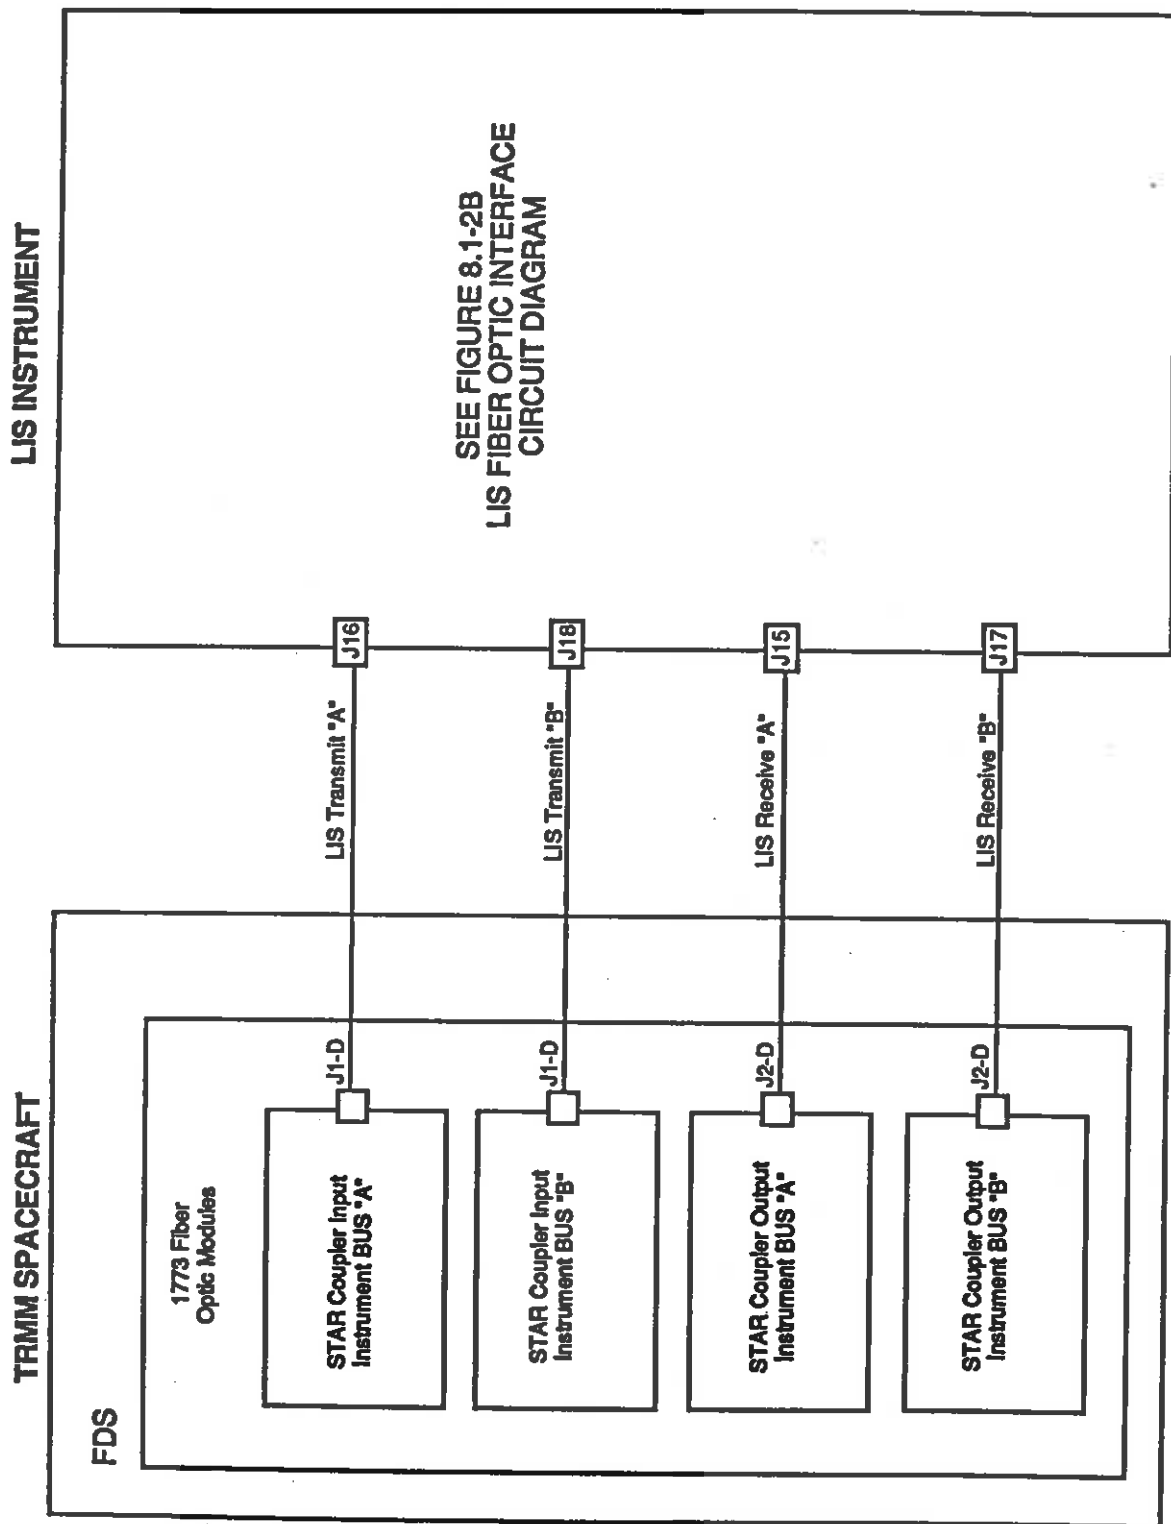 TRMM SPACECRAFT
LIS INSTRUMENT
FDS
1773 Fiber
Optic Modules
STAR Coupler Input
Instrument BUS "A"
J1-D
LIS Transmit "A"
J16
STAR Coupler Input
Instrument BUS "B"
J1-D
LIS Transmit "B"
J18
STAR Coupler Output
Instrument BUS "A"
J2-D
LIS Receive "A"
J15
STAR Coupler Output
Instrument BUS "B"
J2-D
LIS Receive "B"
J17
SEE FIGURE 8.1-2B
LIS FIBER OPTIC INTERFACE
CIRCUIT DIAGRAM